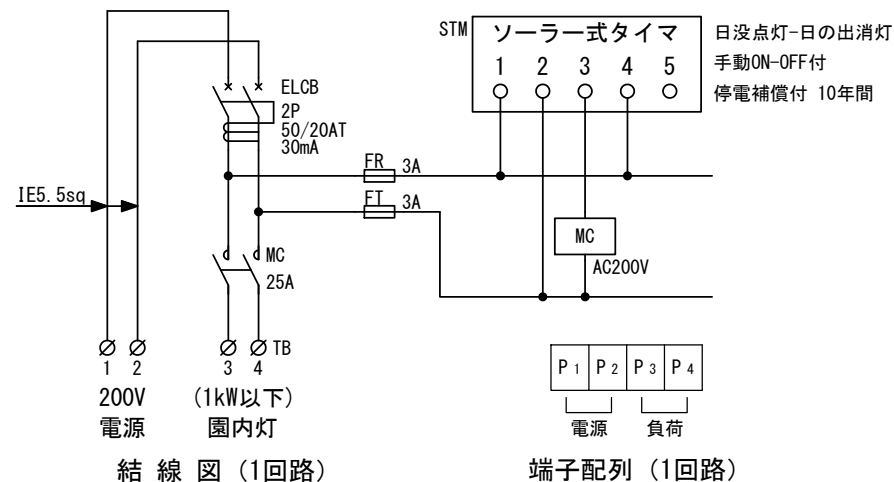 STM
ソーラー式タイマ
1 2 3 4 5
日没点灯-日の出消灯
手動ON-OFF付
停電補償付 10年間
ELCB
2P
50/20AT
30mA
FR 3A
FT 3A
IE5.5sq
MC
25A
MC
AC200V
TB
1 2 3 4
200V
電源
(1kW以下)
園内灯
P1 P2 P3 P4
電源 負荷
結 線 図 (1回路)
端子配列 (1回路)